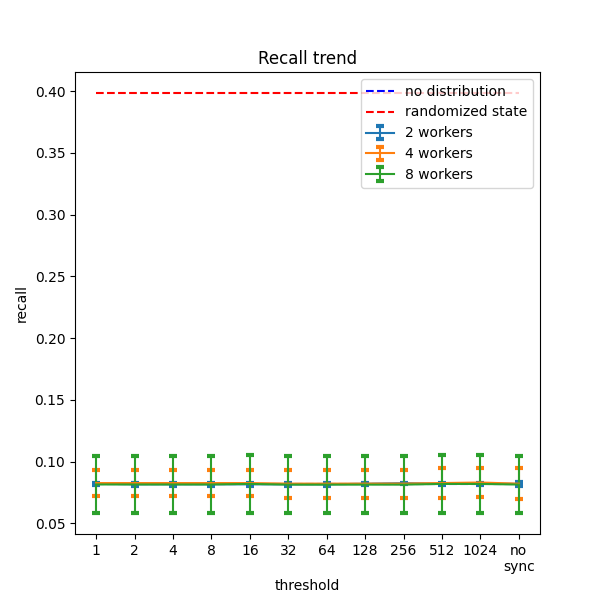 Recall trend
0.40
0.35
0.30
0.25
0.20
0.15
0.10
0.05
recall
no distribution
randomized state
2 workers
4 workers
8 workers
1 2 4 8 16 32 64 128 256 512 1024 no
sync
threshold